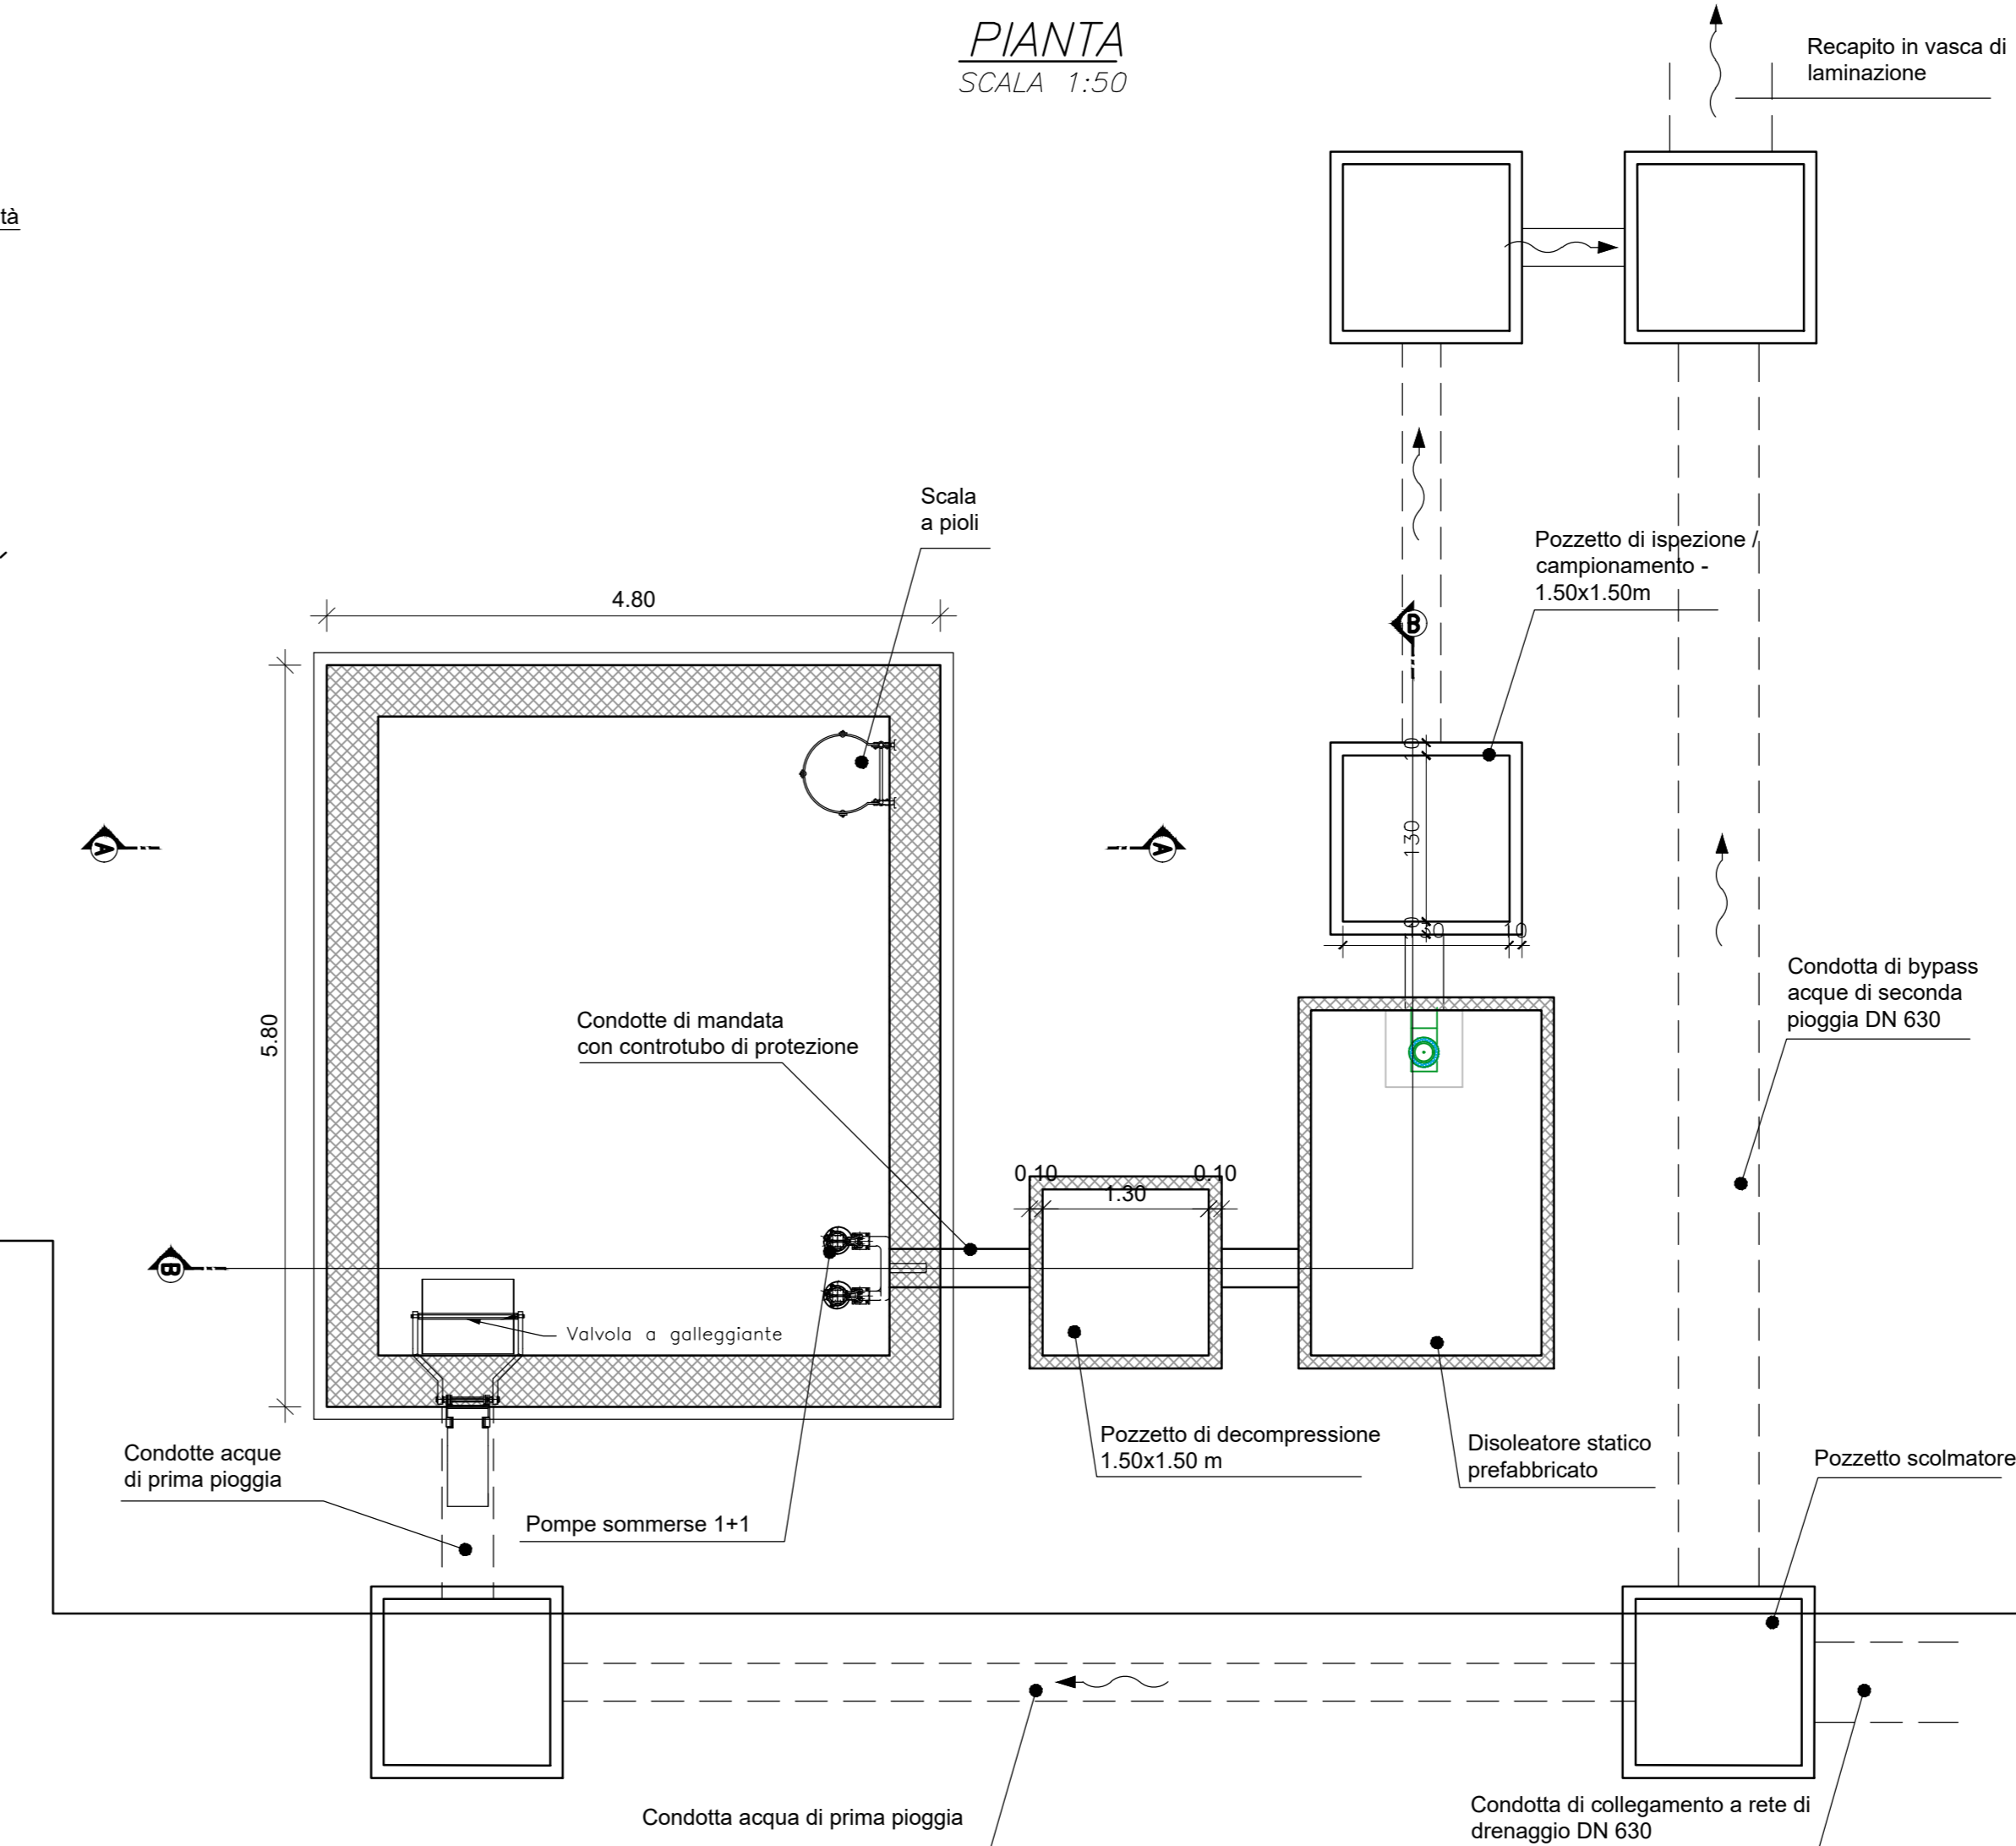 PIANTA
SCALA 1:50
Recapito in vasca di
laminazione
tà
Scala
a pioli
Pozzetto di ispezione /
campionamento -
1.50x1.50m
4.80
B
10
130
A
A
10
10
Condotta di bypass
acque di seconda
pioggia DN 630
5.80
Condotte di mandata
con controtubo di protezione
0.10
0.10
1.30
B
Valvola a galleggiante
Condotte acque
di prima pioggia
Pozzetto di decompressione
1.50x1.50 m
Disoleatore statico
prefabbricato
Pozzetto scolmatore
Pompe sommerse 1+1
Condotta acqua di prima pioggia
Condotta di collegamento a rete di
drenaggio DN 630